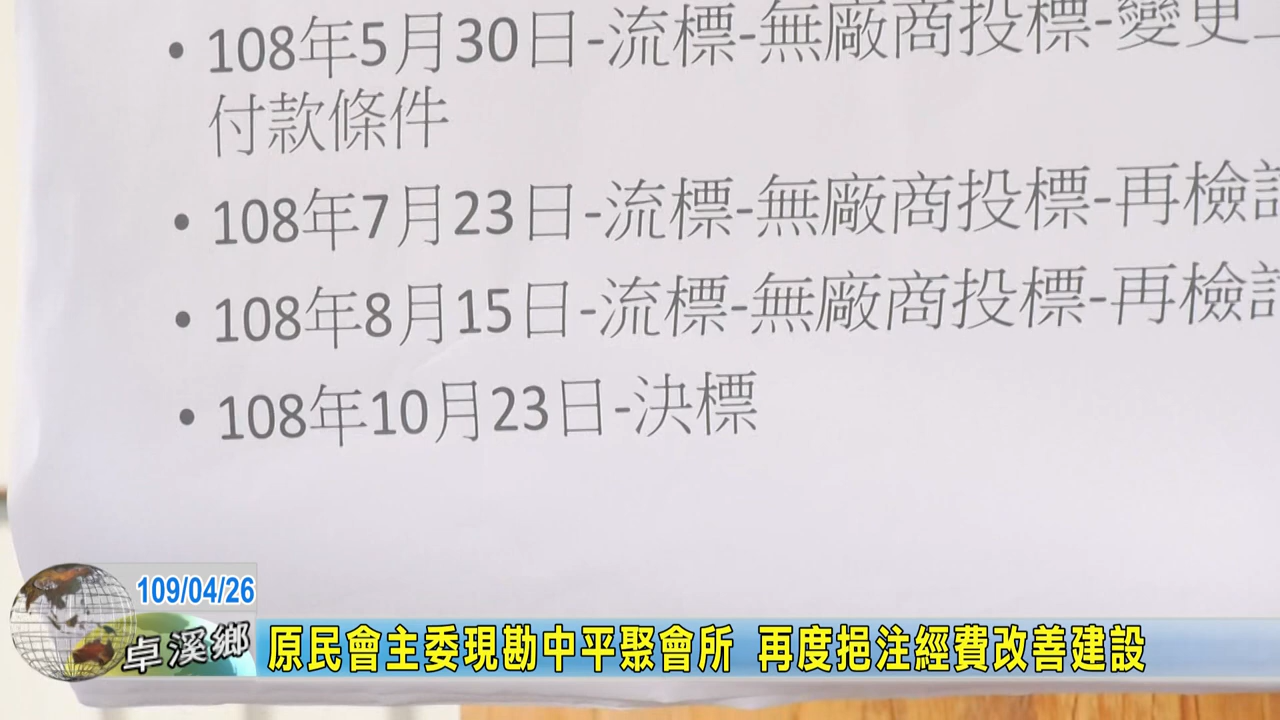 • 108年5月30日-流標-無廠商投標-變更
付款條件
• 108年7月23日-流標-無廠商投標-再檢
• 108年8月15日-流標-無廠商投標-再檢
• 108年10月23日-決標
109/04/26
卓溪鄉
原民會主委現勘中平聚會所 再度挹注經費改善建設